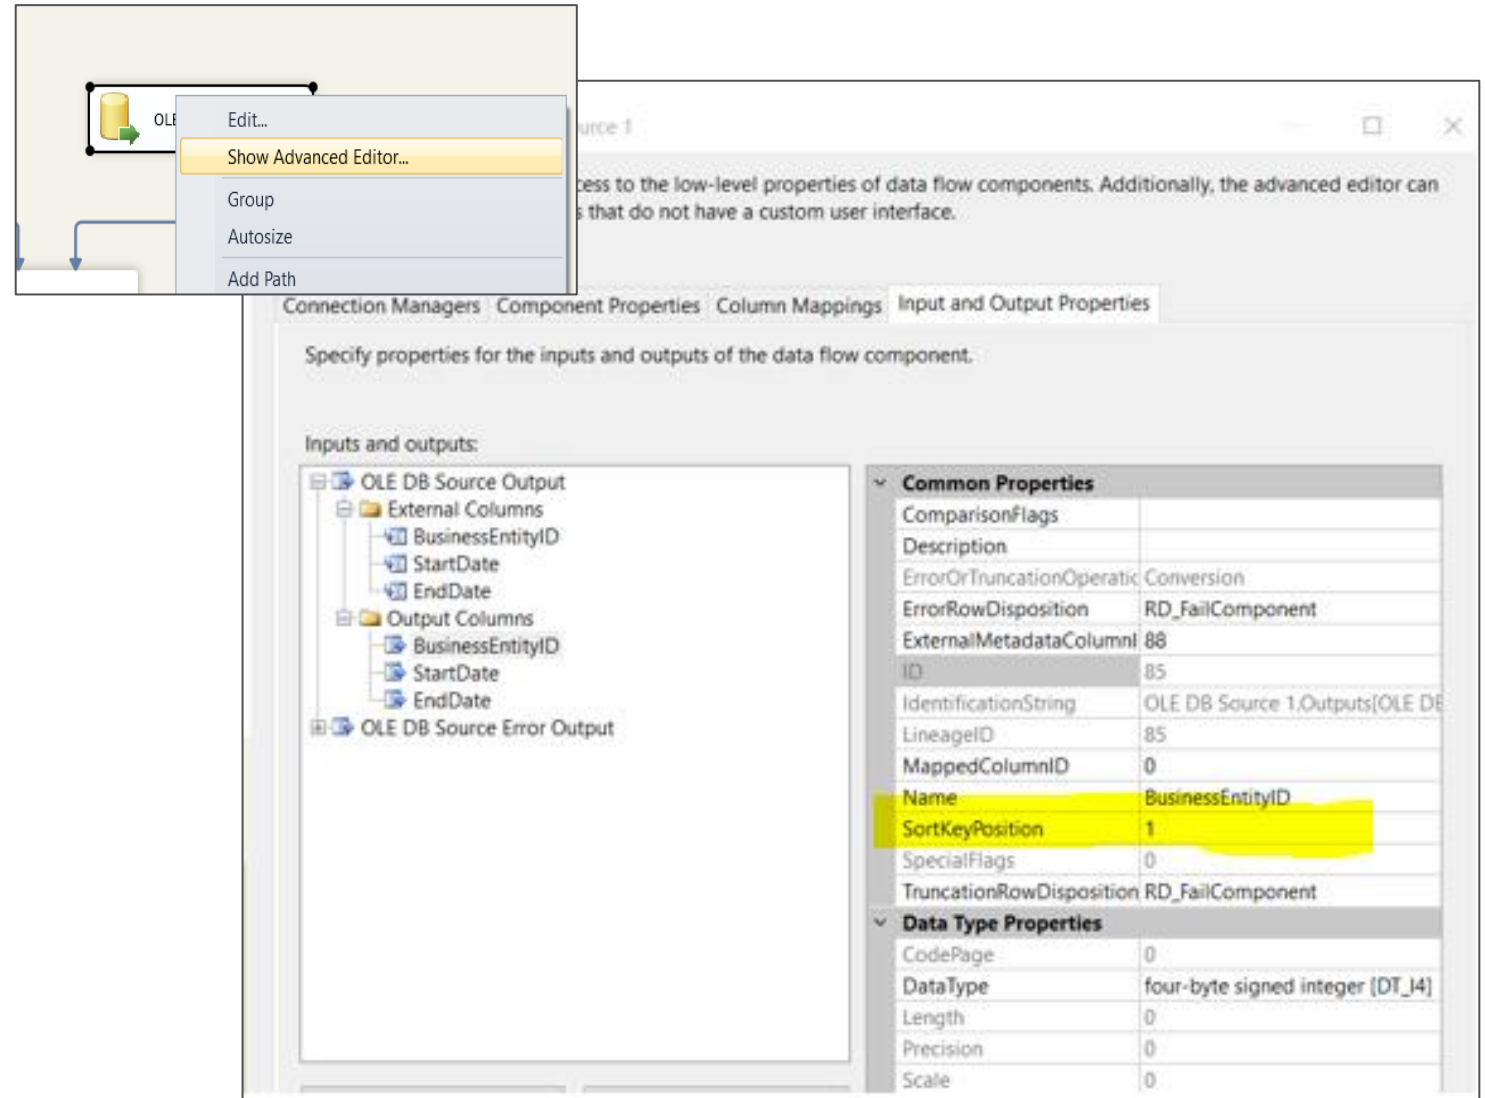 OLE
Edit...
Show Advanced Editor...
Group
Autosize
Add Path
urce 1
cess to the low-level properties of data flow components. Additionally, the advanced editor can
s that do not have a custom user interface.
Connection Managers Component Properties Column Mappings Input and Output Properties
Specify properties for the inputs and outputs of the data flow component.
Inputs and outputs:
OLE DB Source Output
External Columns
BusinessEntityID
StartDate
EndDate
Output Columns
BusinessEntityID
StartDate
EndDate
OLE DB Source Error Output
Common Properties
ComparisonFlags
Description
ErrorOrTruncationOperatic Conversion
ErrorRowDisposition RD_FailComponent
ExternalMetadataColumnI 88
ID 85
IdentificationString OLE DB Source 1.Outputs[OLE DE
LineageID 85
MappedColumnID 0
Name BusinessEntityID
SortKeyPosition 1
SpecialFlags 0
TruncationRowDisposition RD_FailComponent
Data Type Properties
CodePage 0
DataType four-byte signed integer [DT_I4]
Length 0
Precision 0
Scale 0